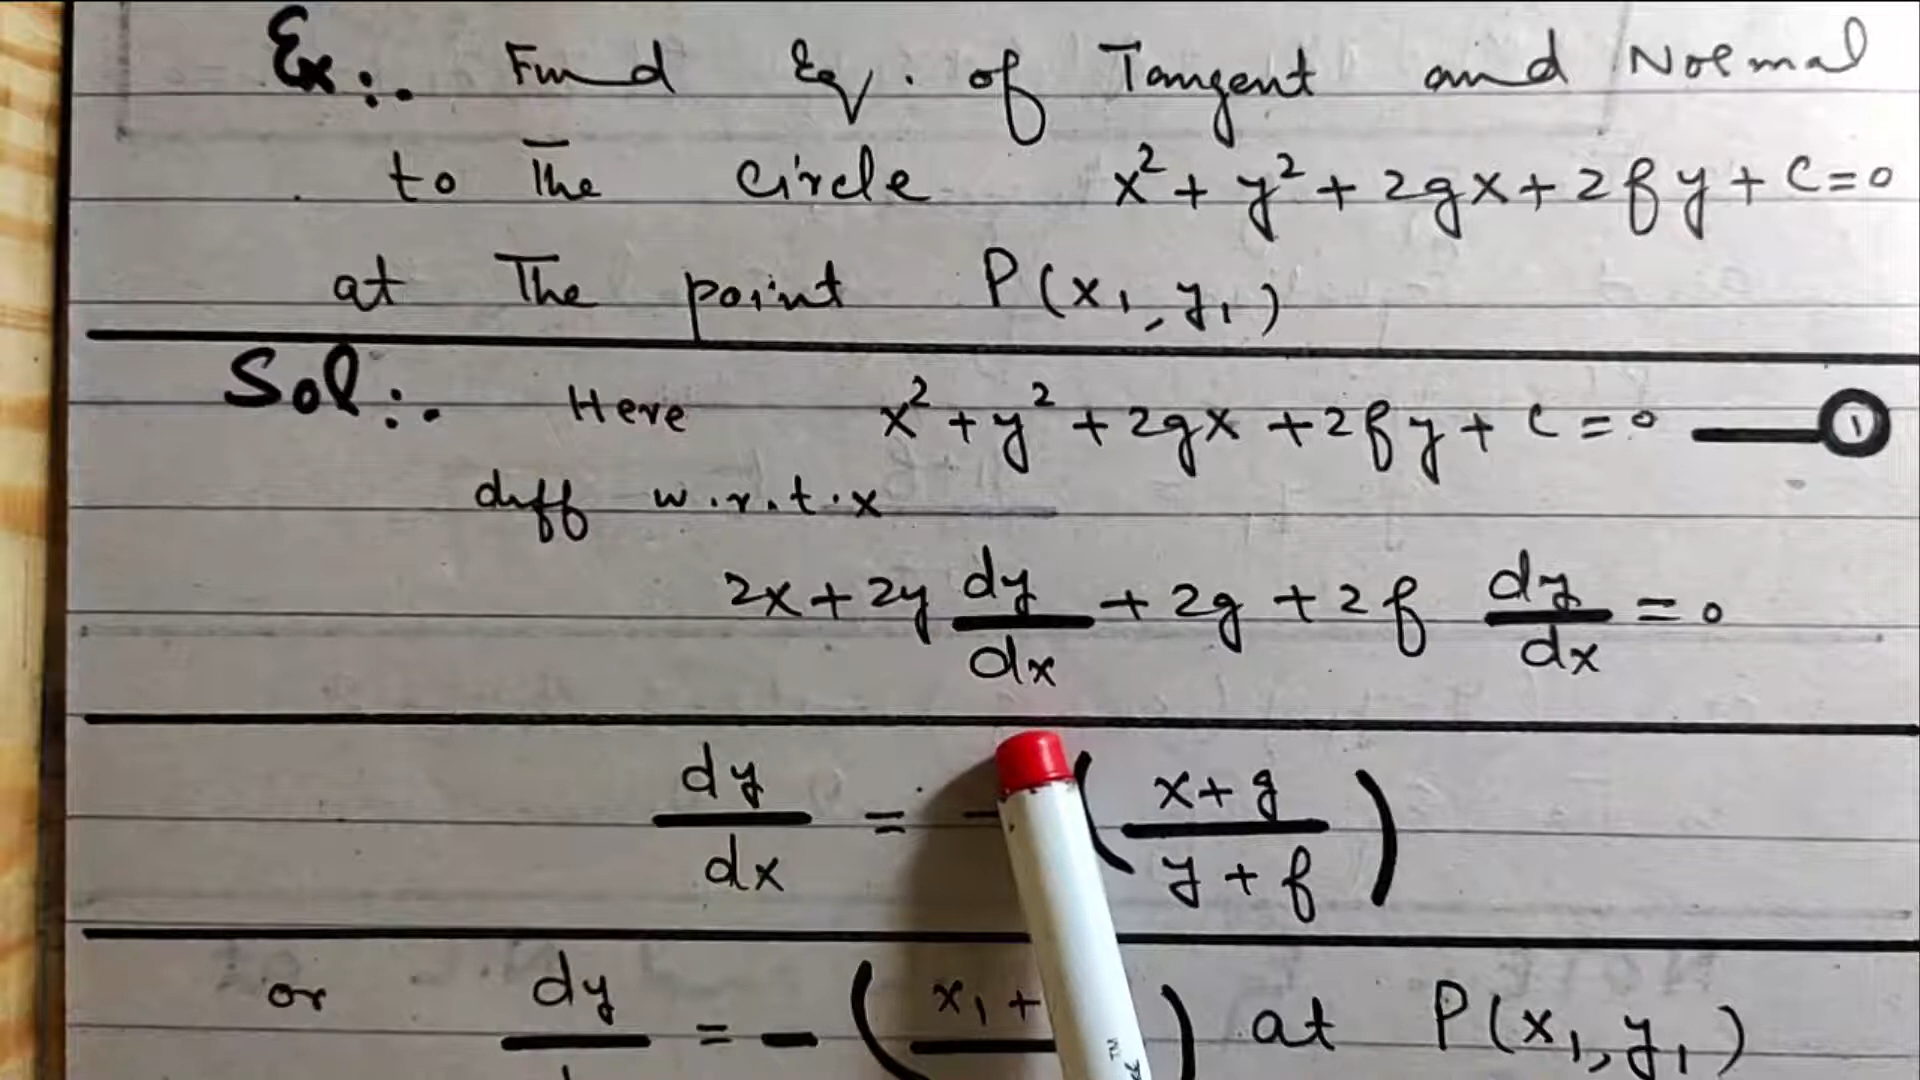 Ex:. Find Eq. of Tangent and Normal
to The circle x² + y² + 2gx + 2fy + c = 0
at The point P(x₁, y₁)
Sol:. Here x² + y² + 2gx + 2fy + c = 0 — ①
diff w.r.t.x
2x + 2y dy/dx + 2g + 2f dy/dx = 0
dy/dx = - (x+g / y+f)
or dy = - (x₁ + ) at P(x₁, y₁)
TM